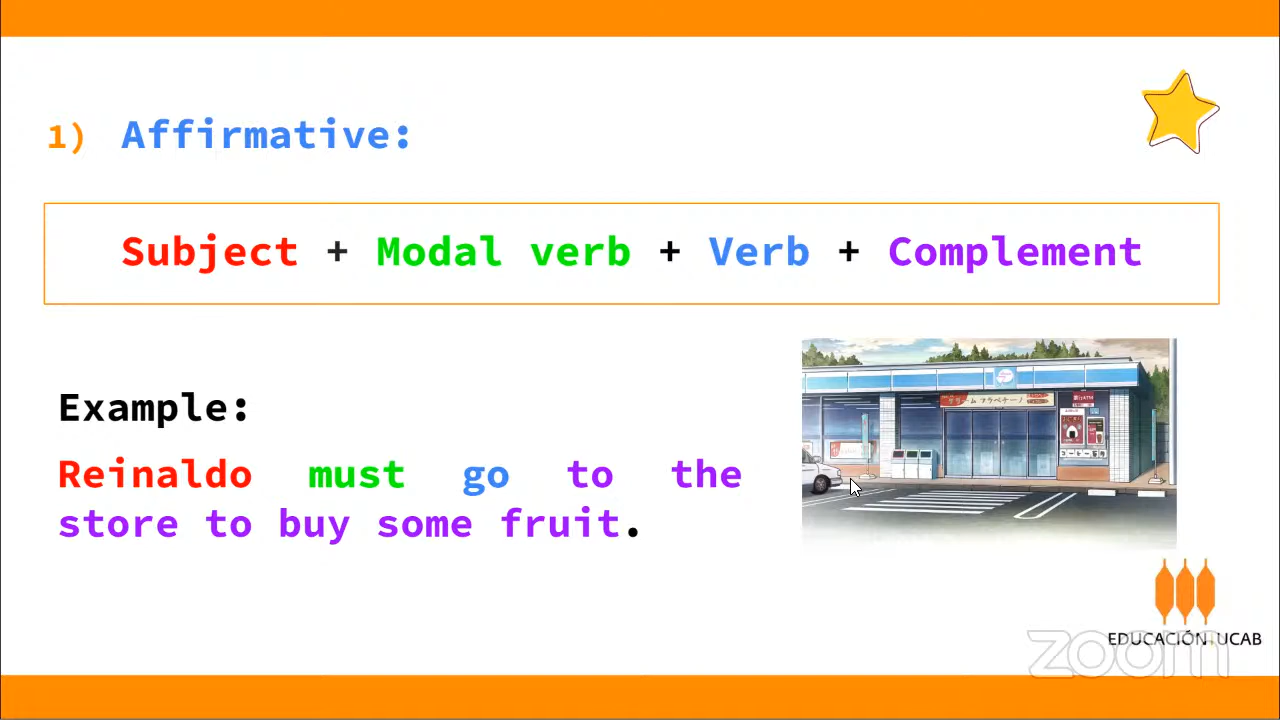 1) Affirmative:
Subject + Modal verb + Verb + Complement
Example:
Reinaldo must go to the
store to buy some fruit.
EDUCACIÓN UCAB
zoom